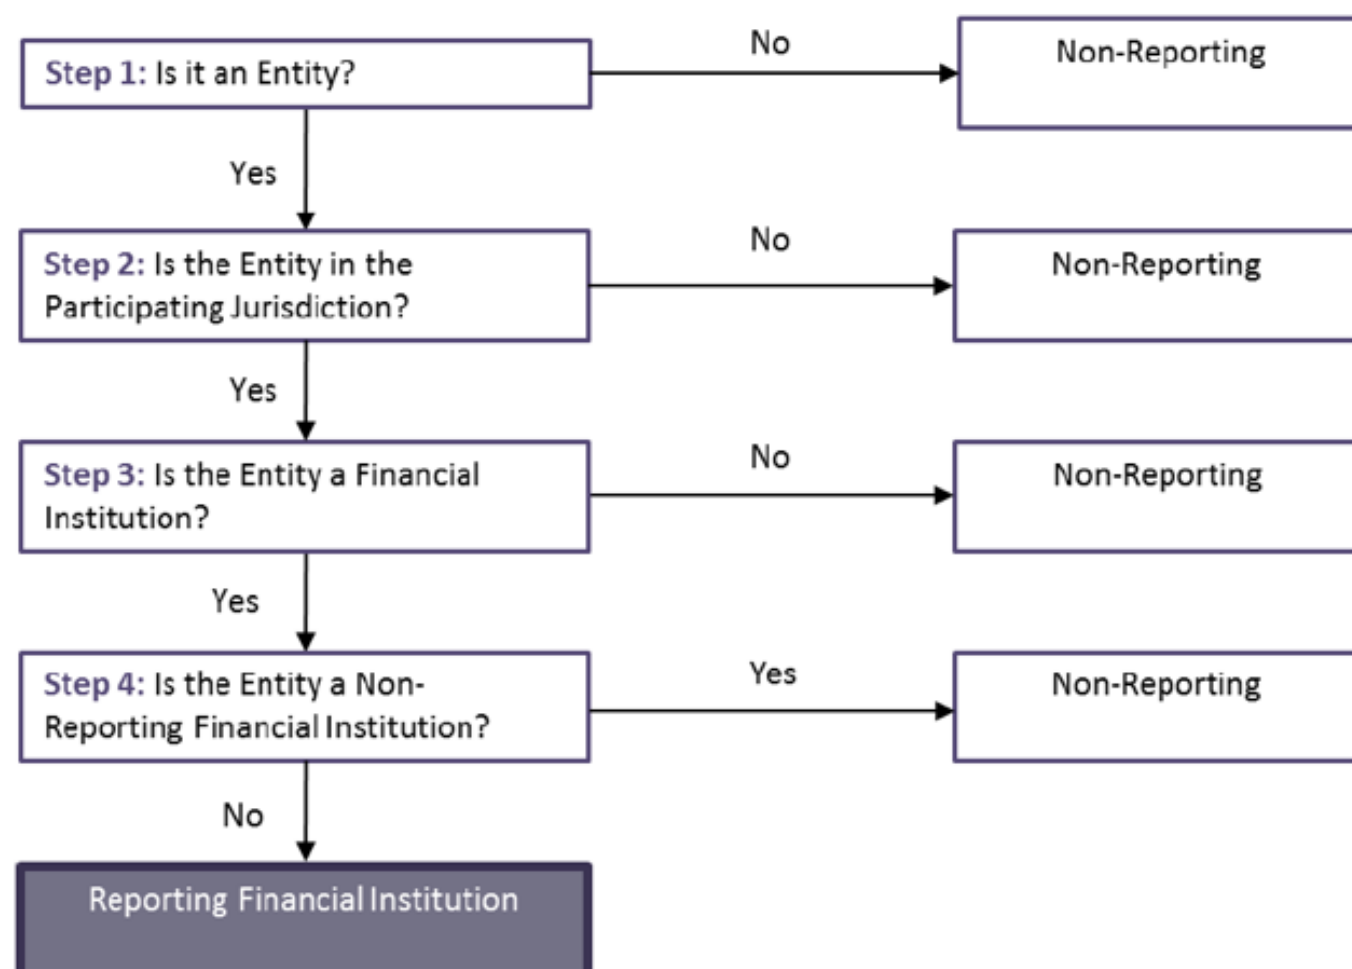 Step 1: Is it an Entity?
No
Non-Reporting
Yes
Step 2: Is the Entity in the
Participating Jurisdiction?
No
Non-Reporting
Yes
Step 3: Is the Entity a Financial
Institution?
No
Non-Reporting
Yes
Step 4: Is the Entity a Non-
Reporting Financial Institution?
Yes
Non-Reporting
No
Reporting Financial Institution